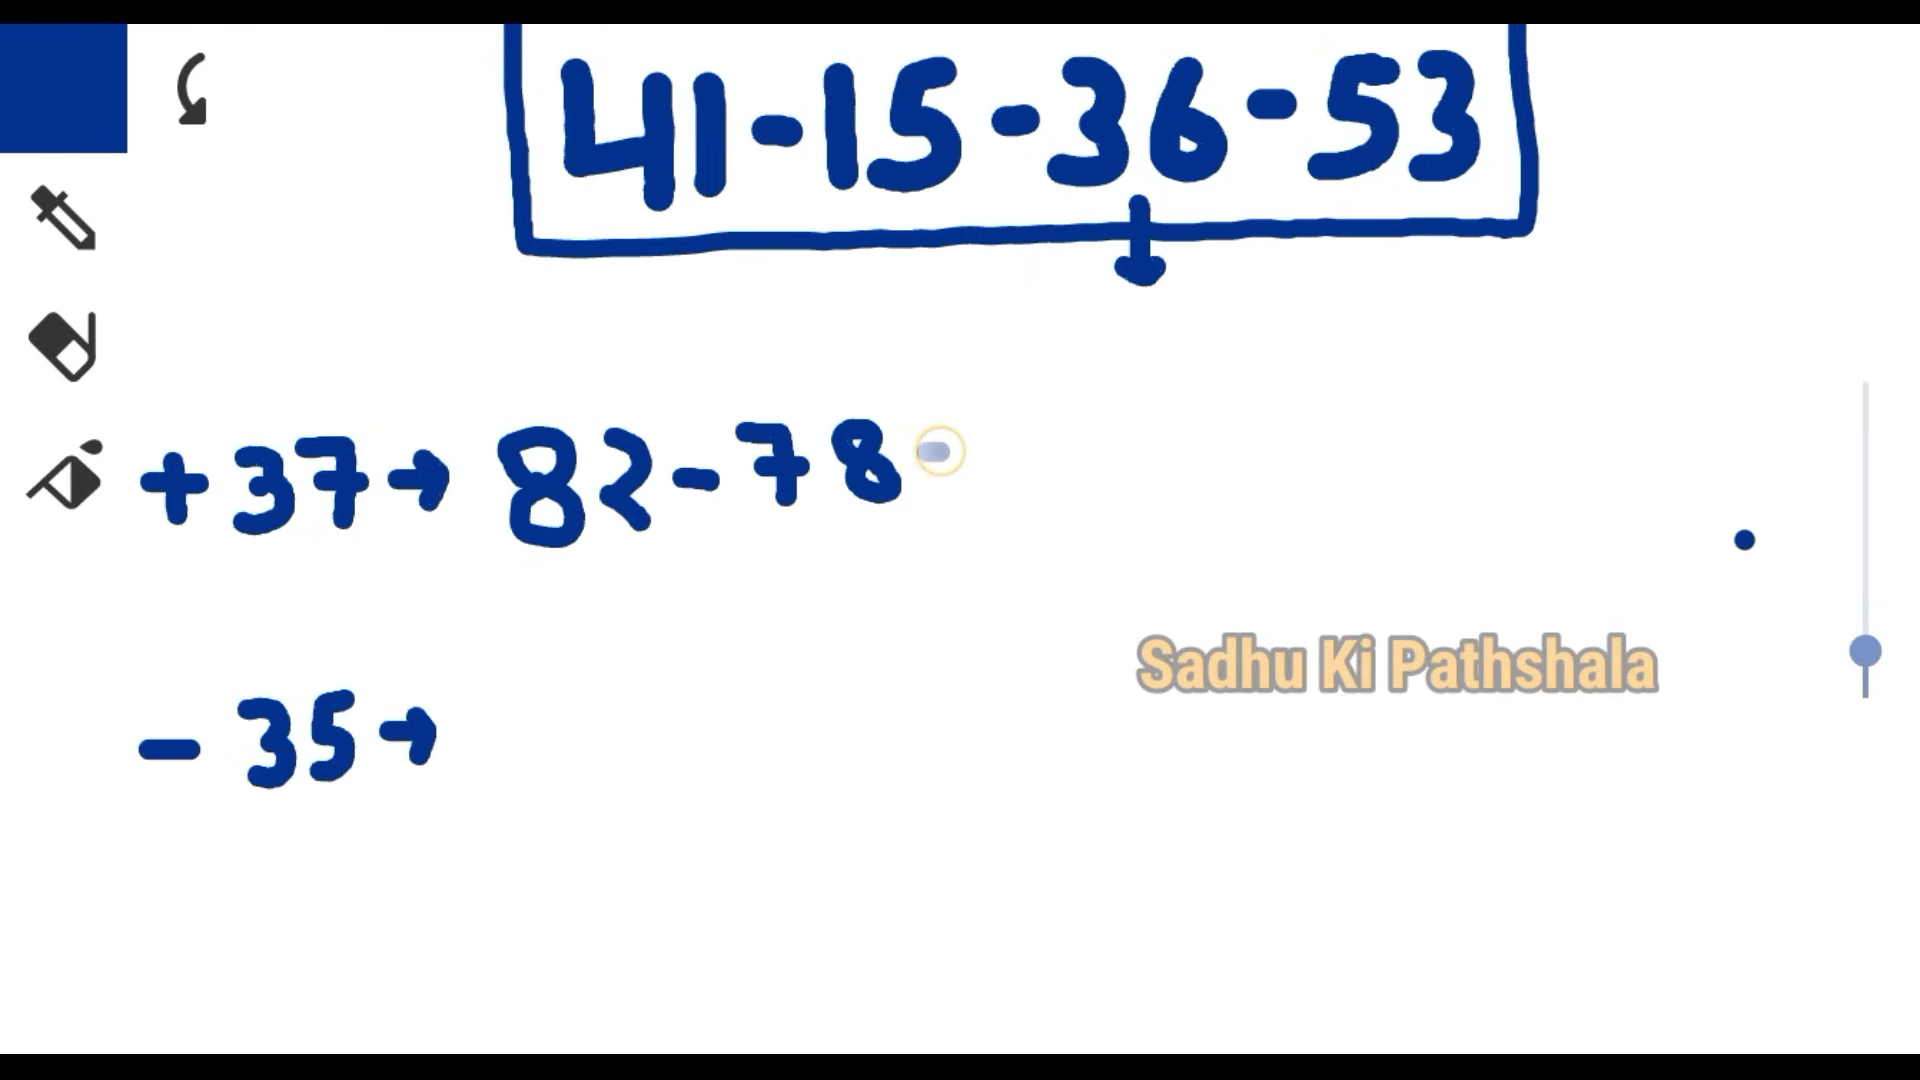 41-15-36-53
+37→ 82-78-
Sadhu Ki Pathshala
-35→